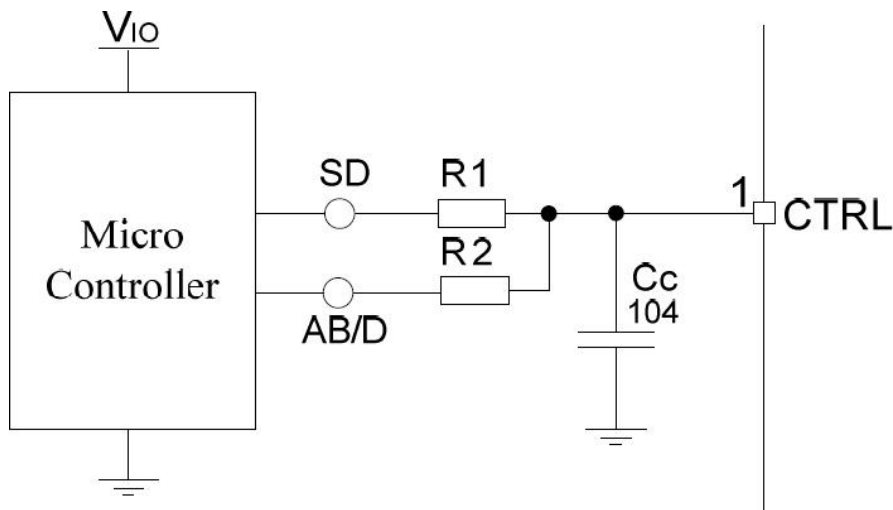 VIO
SD
R1
1
CTRL
Micro
Controller
R2
AB/D
Cc
104